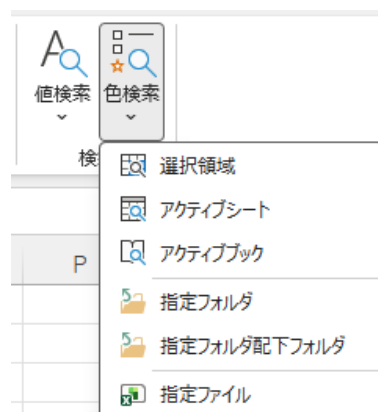 値検索 色検索
検
選択領域
アクティブシート
アクティブブック
P
指定フォルダ
指定フォルダ配下フォルダ
指定ファイル